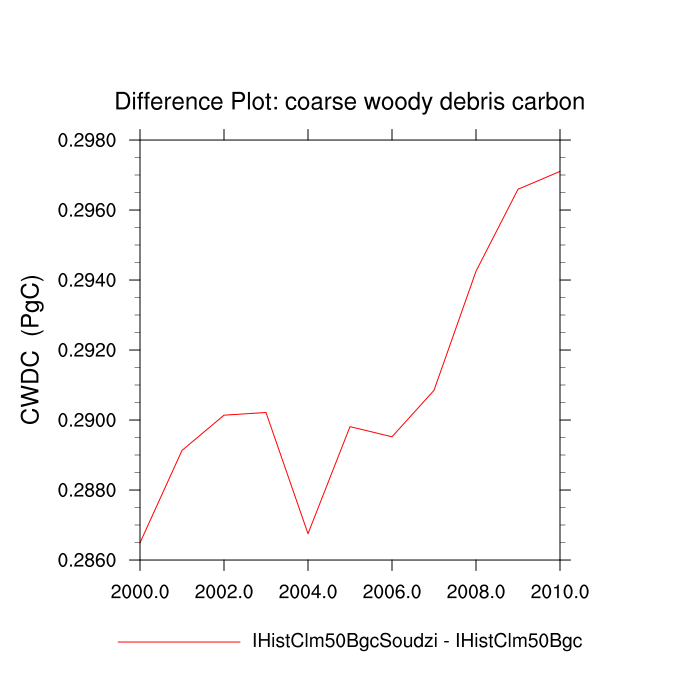 Difference Plot: coarse woody debris carbon
0.2980
0.2960
0.2940
0.2920
0.2900
0.2880
0.2860
CWDC (PgC)
2000.0 2002.0 2004.0 2006.0 2008.0 2010.0
IHistClm50BgcSoudzi - IHistClm50Bgc